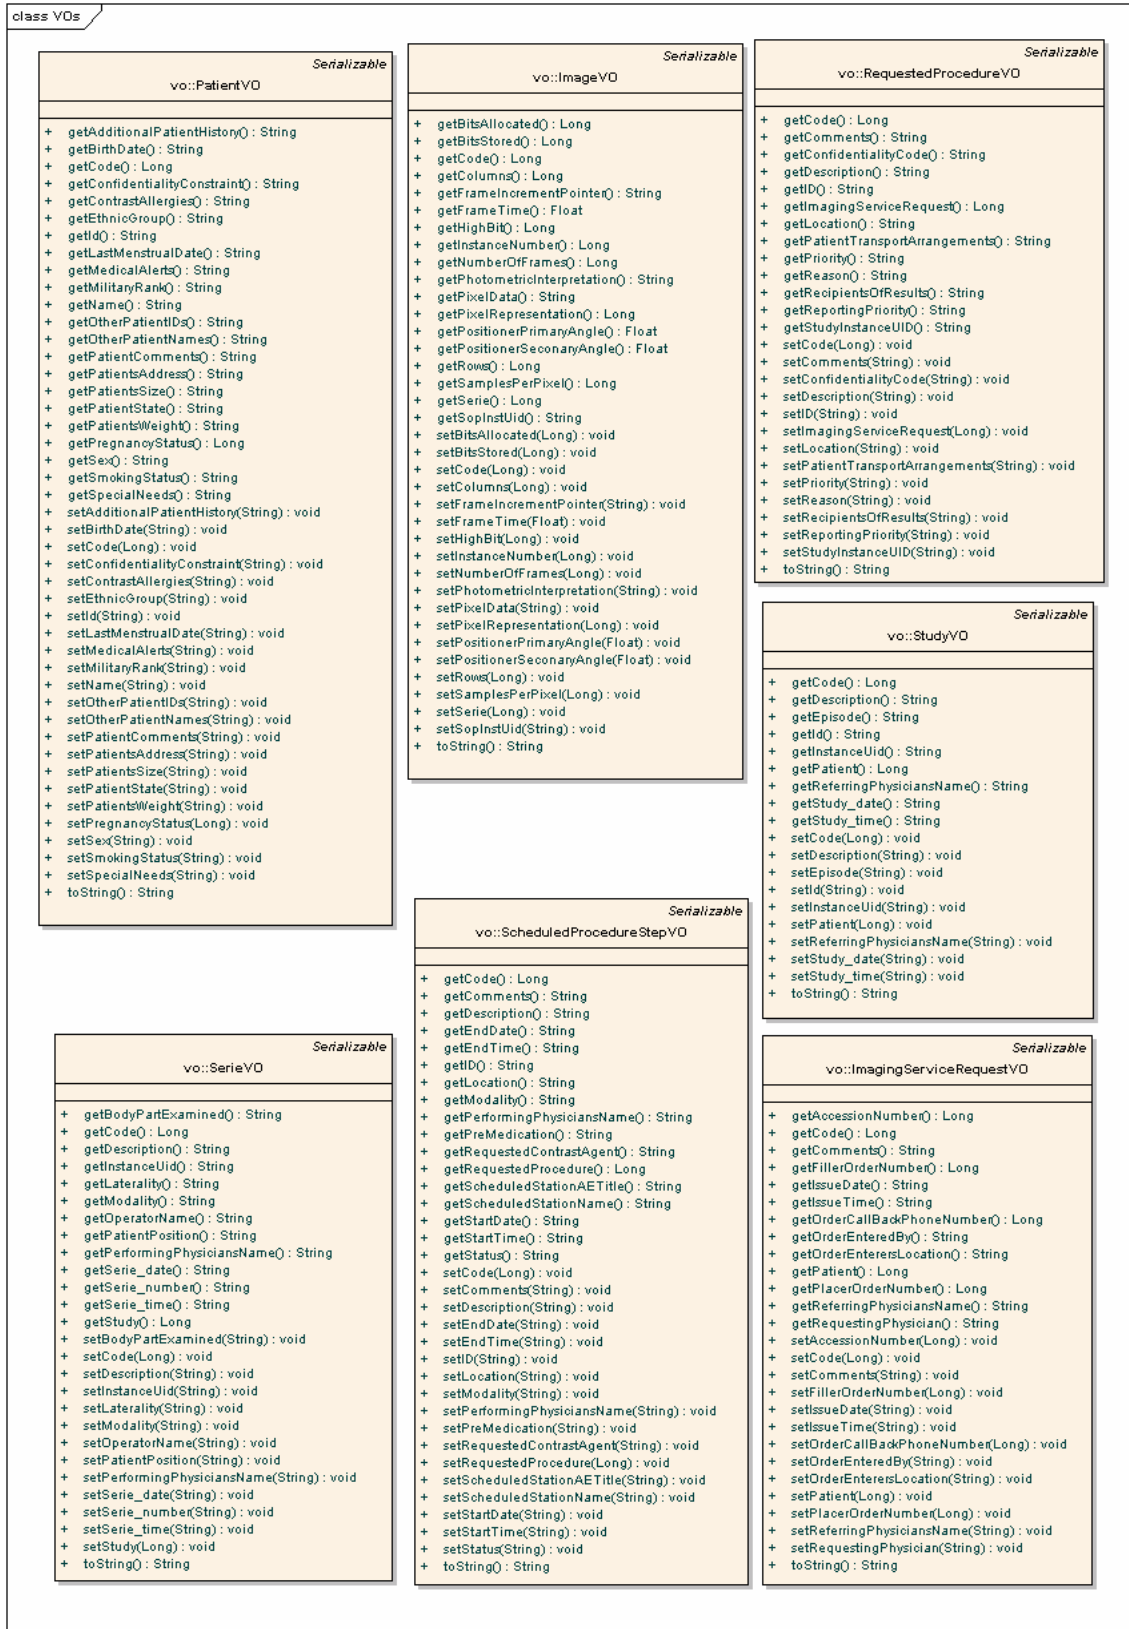 class VOs
Serializable
vo::PatientVO
+ getAdditionalPatientHistory() : String
+ getBirthDate() : String
+ getCode() : Long
+ getConfidentialityConstraint() : String
+ getContrastAllergies() : String
+ getEthnicGroup() : String
+ getId() : String
+ getLastMenstrualDate() : String
+ getMedicalAlerts() : String
+ getMilitaryRank() : String
+ getName() : String
+ getOtherPatientIDs() : String
+ getOtherPatientNames() : String
+ getPatientComments() : String
+ getPatientsAddress() : String
+ getPatientsSize() : String
+ getPatientState() : String
+ getPatientsWeight() : String
+ getPregnancyStatus() : Long
+ getSex() : String
+ getSmokingStatus() : String
+ getSpecialNeeds() : String
+ setAdditionalPatientHistory(String) : void
+ setBirthDate(String) : void
+ setCode(Long) : void
+ setConfidentialityConstraint(String) : void
+ setContrastAllergies(String) : void
+ setEthnicGroup(String) : void
+ setId(String) : void
+ setLastMenstrualDate(String) : void
+ setMedicalAlerts(String) : void
+ setMilitaryRank(String) : void
+ setName(String) : void
+ setOtherPatientIDs(String) : void
+ setOtherPatientNames(String) : void
+ setPatientComments(String) : void
+ setPatientsAddress(String) : void
+ setPatientsSize(String) : void
+ setPatientState(String) : void
+ setPatientsWeight(String) : void
+ setPregnancyStatus(Long) : void
+ setSex(String) : void
+ setSmokingStatus(String) : void
+ setSpecialNeeds(String) : void
+ toString() : String
Serializable
vo::ImageVO
+ getBitsAllocated() : Long
+ getBitsStored() : Long
+ getCode() : Long
+ getColumns() : Long
+ getFrameIncrementPointer() : String
+ getFrameTime() : Float
+ getHighBit() : Long
+ getInstanceNumber() : Long
+ getNumberOfFrames() : Long
+ getPhotometricInterpretation() : String
+ getPixelData() : String
+ getPixelRepresentation() : Long
+ getPositionerPrimaryAngle() : Float
+ getPositionerSeconaryAngle() : Float
+ getRows() : Long
+ getSamplesPerPixel() : Long
+ getSerie() : Long
+ getSopInstUid() : String
+ setBitsAllocated(Long) : void
+ setBitsStored(Long) : void
+ setCode(Long) : void
+ setColumns(Long) : void
+ setFrameIncrementPointer(String) : void
+ setFrameTime(Float) : void
+ setHighBit(Long) : void
+ setInstanceNumber(Long) : void
+ setNumberOfFrames(Long) : void
+ setPhotometricInterpretation(String) : void
+ setPixelData(String) : void
+ setPixelRepresentation(Long) : void
+ setPositionerPrimaryAngle(Float) : void
+ setPositionerSeconaryAngle(Float) : void
+ setRows(Long) : void
+ setSamplesPerPixel(Long) : void
+ setSerie(Long) : void
+ setSopInstUid(String) : void
+ toString() : String
Serializable
vo::RequestedProcedureVO
+ getCode() : Long
+ getComments() : String
+ getConfidentialityCode() : String
+ getDescription() : String
+ getID() : String
+ getImagingServiceRequest() : Long
+ getLocation() : String
+ getPatientTransportArrangements() : String
+ getPriority() : String
+ getReason() : String
+ getRecipientsOfResults() : String
+ getReportingPriority() : String
+ getStudyInstanceUID() : String
+ setCode(Long) : void
+ setComments(String) : void
+ setConfidentialityCode(String) : void
+ setDescription(String) : void
+ setID(String) : void
+ setImagingServiceRequest(Long) : void
+ setLocation(String) : void
+ setPatientTransportArrangements(String) : void
+ setPriority(String) : void
+ setReason(String) : void
+ setRecipientsOfResults(String) : void
+ setReportingPriority(String) : void
+ setStudyInstanceUID(String) : void
+ toString() : String
Serializable
vo::StudyVO
+ getCode() : Long
+ getDescription() : String
+ getEpisode() : String
+ getId() : String
+ getInstanceUid() : String
+ getPatient() : Long
+ getReferringPhysiciansName() : String
+ getStudy_date() : String
+ getStudy_time() : String
+ setCode(Long) : void
+ setDescription(String) : void
+ setEpisode(String) : void
+ setId(String) : void
+ setInstanceUid(String) : void
+ setPatient(Long) : void
+ setReferringPhysiciansName(String) : void
+ setStudy_date(String) : void
+ setStudy_time(String) : void
+ toString() : String
Serializable
vo::ScheduledProcedureStepVO
+ getCode() : Long
+ getComments() : String
+ getDescription() : String
+ getEndDate() : String
+ getEndTime() : String
+ getID() : String
+ getLocation() : String
+ getModality() : String
+ getPerformingPhysiciansName() : String
+ getPreMedication() : String
+ getRequestedContrastAgent() : String
+ getRequestedProcedure() : Long
+ getScheduledStationAETitle() : String
+ getScheduledStationName() : String
+ getStartDate() : String
+ getStartTime() : String
+ getStatus() : String
+ setCode(Long) : void
+ setComments(String) : void
+ setDescription(String) : void
+ setEndDate(String) : void
+ setEndTime(String) : void
+ setID(String) : void
+ setLocation(String) : void
+ setModality(String) : void
+ setPerformingPhysiciansName(String) : void
+ setPreMedication(String) : void
+ setRequestedContrastAgent(String) : void
+ setRequestedProcedure(Long) : void
+ setScheduledStationAETitle(String) : void
+ setScheduledStationName(String) : void
+ setStartDate(String) : void
+ setStartTime(String) : void
+ setStatus(String) : void
+ toString() : String
Serializable
vo::SerieVO
+ getBodyPartExamined() : String
+ getCode() : Long
+ getDescription() : String
+ getInstanceUid() : String
+ getLaterality() : String
+ getModality() : String
+ getOperatorName() : String
+ getPatientPosition() : String
+ getPerformingPhysiciansName() : String
+ getSerie_date() : String
+ getSerie_number() : String
+ getSerie_time() : String
+ getStudy() : Long
+ setBodyPartExamined(String) : void
+ setCode(Long) : void
+ setDescription(String) : void
+ setInstanceUid(String) : void
+ setLaterality(String) : void
+ setModality(String) : void
+ setOperatorName(String) : void
+ setPatientPosition(String) : void
+ setPerformingPhysiciansName(String) : void
+ setSerie_date(String) : void
+ setSerie_number(String) : void
+ setSerie_time(String) : void
+ setStudy(Long) : void
+ toString() : String
Serializable
vo::ImagingServiceRequestVO
+ getAccessionNumber() : Long
+ getCode() : Long
+ getComments() : String
+ getFillerOrderNumber() : Long
+ getIssueDate() : String
+ getIssueTime() : String
+ getOrderCallBackPhoneNumber() : Long
+ getOrderEnteredBy() : String
+ getOrderEnterersLocation() : String
+ getPatient() : Long
+ getPlacerOrderNumber() : Long
+ getReferringPhysiciansName() : String
+ getRequestingPhysician() : String
+ setAccessionNumber(Long) : void
+ setCode(Long) : void
+ setComments(String) : void
+ setFillerOrderNumber(Long) : void
+ setIssueDate(String) : void
+ setIssueTime(String) : void
+ setOrderCallBackPhoneNumber(Long) : void
+ setOrderEnteredBy(String) : void
+ setOrderEnterersLocation(String) : void
+ setPatient(Long) : void
+ setPlacerOrderNumber(Long) : void
+ setReferringPhysiciansName(String) : void
+ setRequestingPhysician(String) : void
+ toString() : String